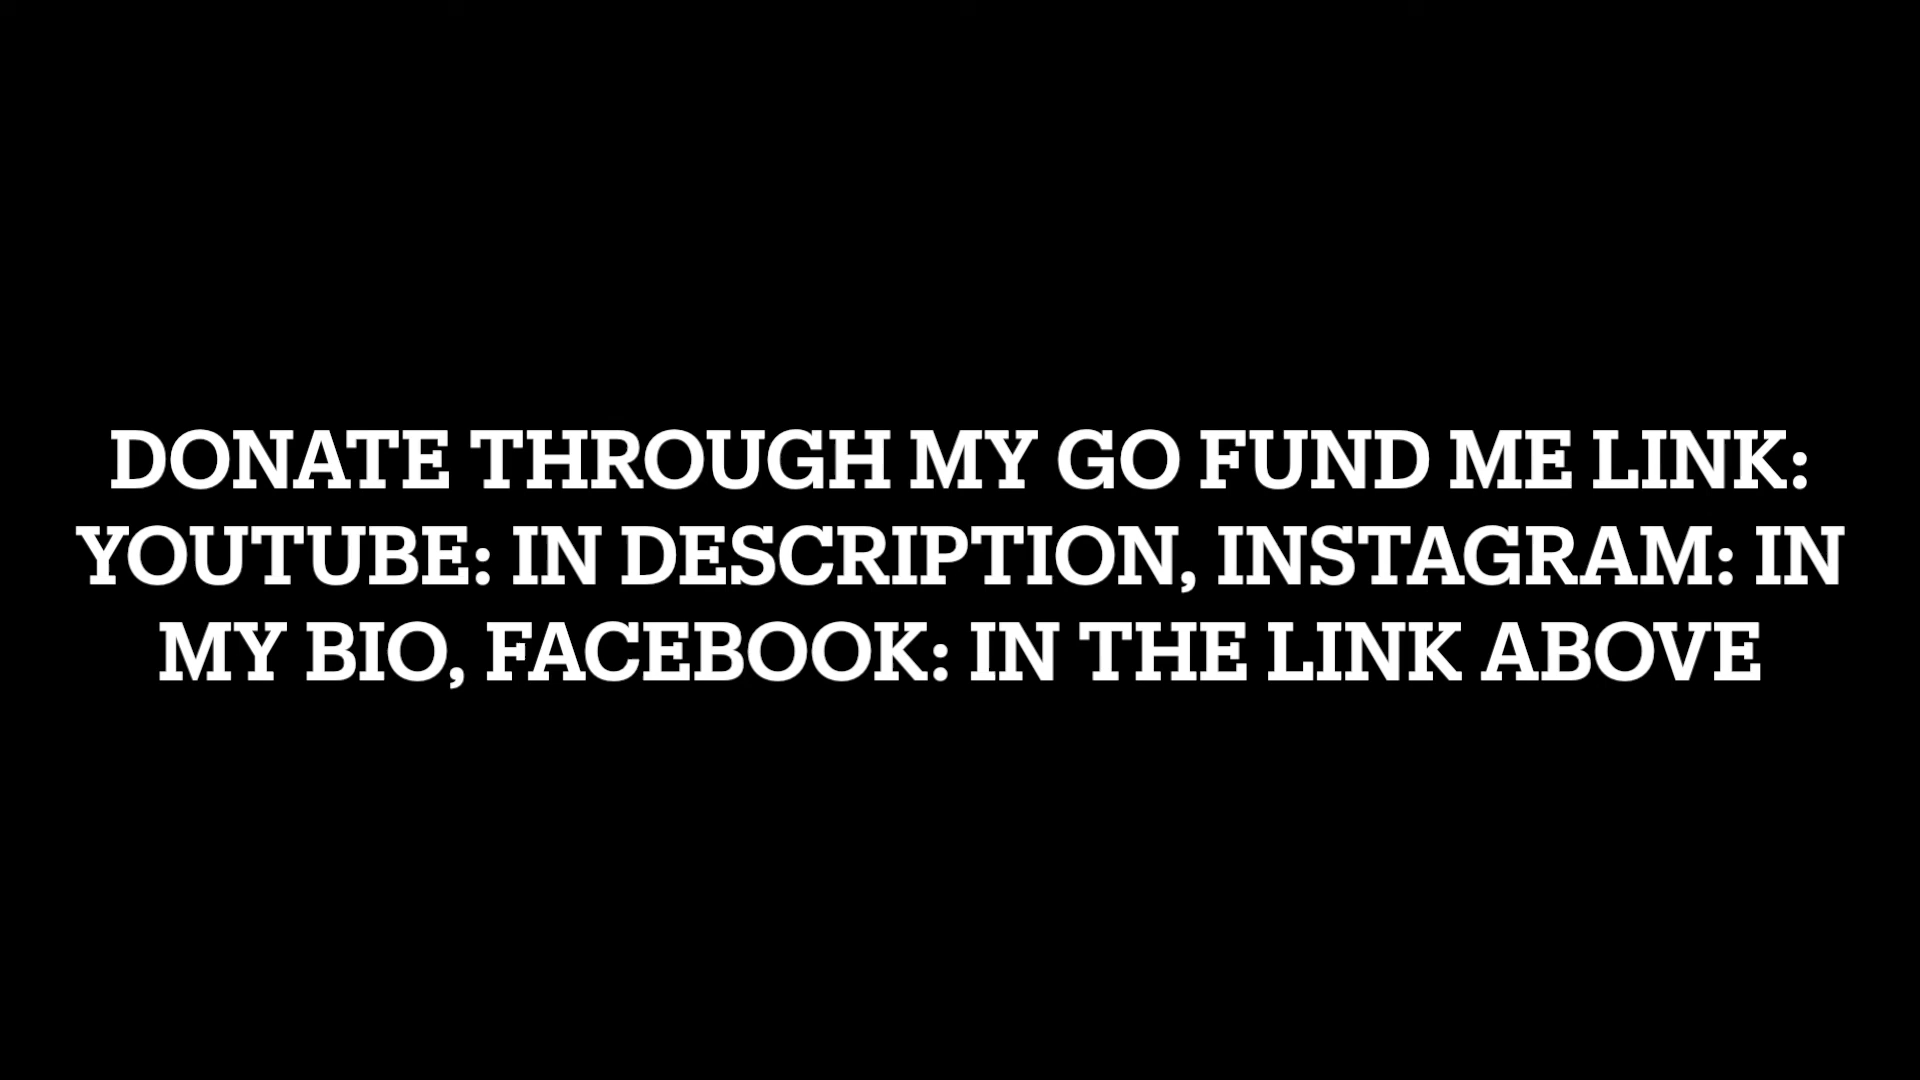 DONATE THROUGH MY GO FUND ME LINK:
YOUTUBE: IN DESCRIPTION, INSTAGRAM: IN
MY BIO, FACEBOOK: IN THE LINK ABOVE